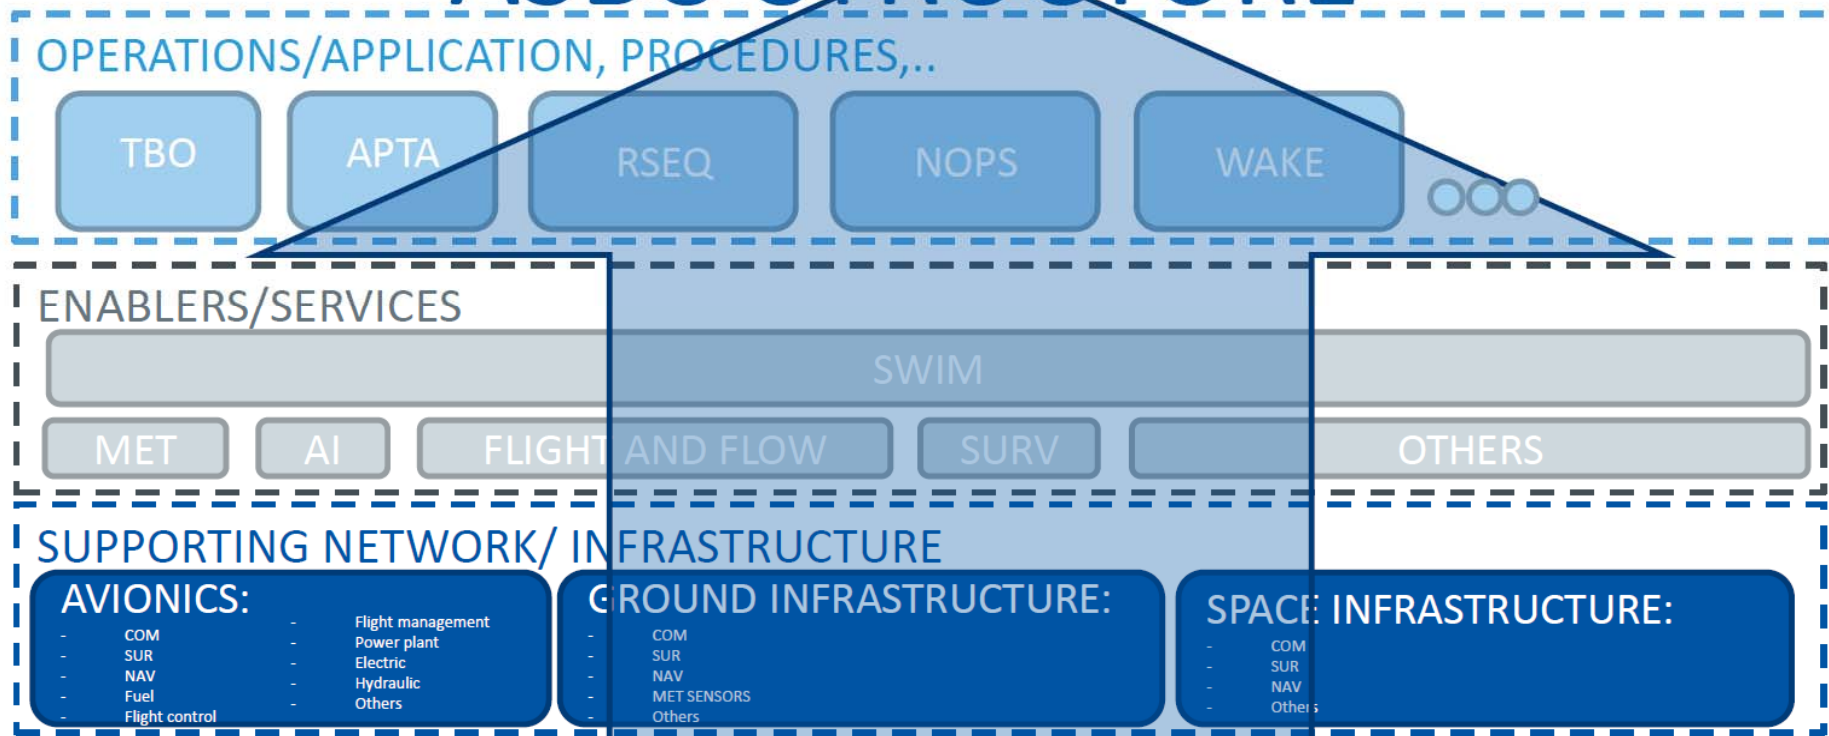 STRUCTURE
OPERATIONS/APPLICATION, PROCEDURES,..
TBO
APTA
RSEQ
NOPS
WAKE
ENABLERS/SERVICES
SWIM
MET
AI
FLIGHT AND FLOW
SURV
OTHERS
SUPPORTING NETWORK/ INFRASTRUCTURE
AVIONICS:
- COM
- SUR
- NAV
- Fuel
- Flight control
- Flight management
- Power plant
- Electric
- Hydraulic
- Others
GROUND INFRASTRUCTURE:
- COM
- SUR
- NAV
- MET SENSORS
- Others
SPACE INFRASTRUCTURE:
- COM
- SUR
- NAV
- Others